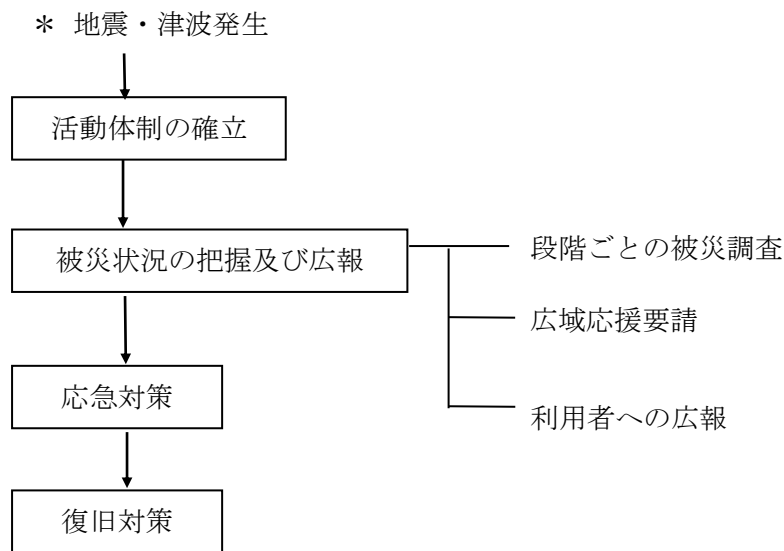 ＊ 地震・津波発生
活動体制の確立
被災状況の把握及び広報
段階ごとの被災調査
広域応援要請
利用者への広報
応急対策
復旧対策